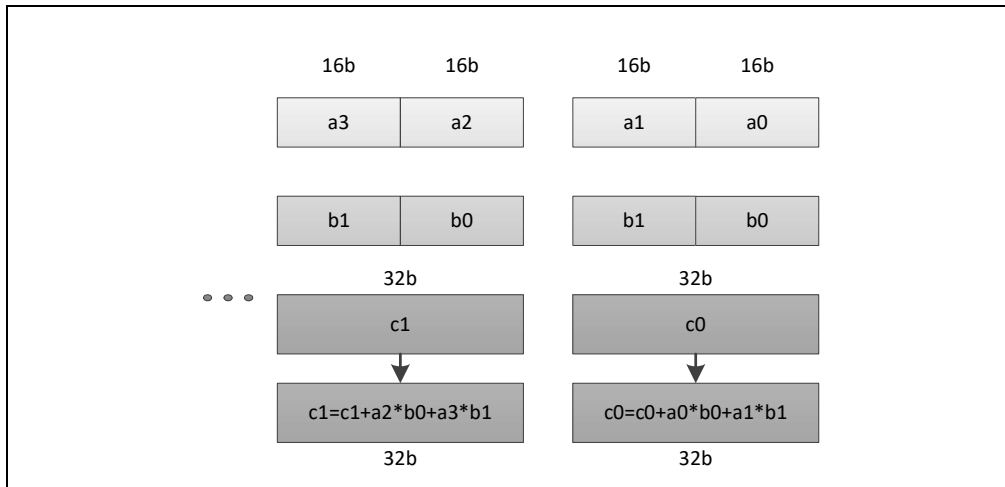 16b 16b 16b 16b
a3 a2 a1 a0
b1 b0 b1 b0
32b 32b
c1 c0
c1=c1+a2*b0+a3*b1 c0=c0+a0*b0+a1*b1
32b 32b